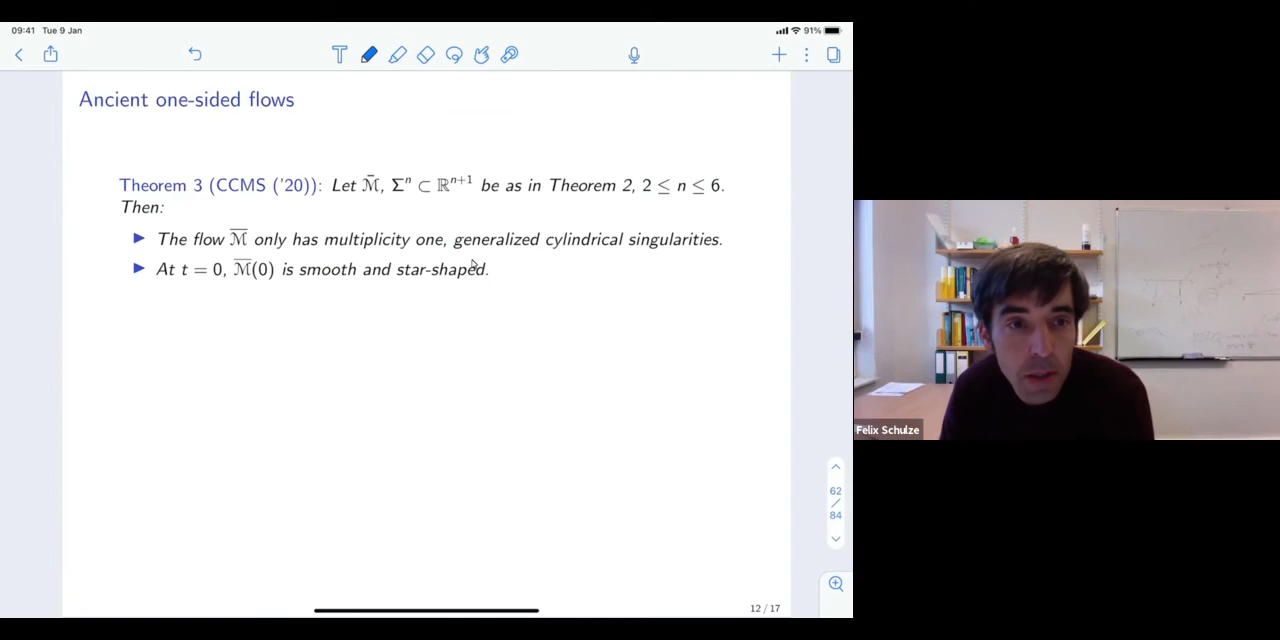 09:41 Tue 9 Jan
91%
Ancient one-sided flows
Theorem 3 (CCMS ('20)): Let M̄, Σⁿ ⊂ ℝⁿ⁺¹ be as in Theorem 2, 2 ≤ n ≤ 6.
Then:
▶ The flow M̄ only has multiplicity one, generalized cylindrical singularities.
▶ At t = 0, M̄(0) is smooth and star-shaped.
Felix Schulze
62
/
84
12 / 17